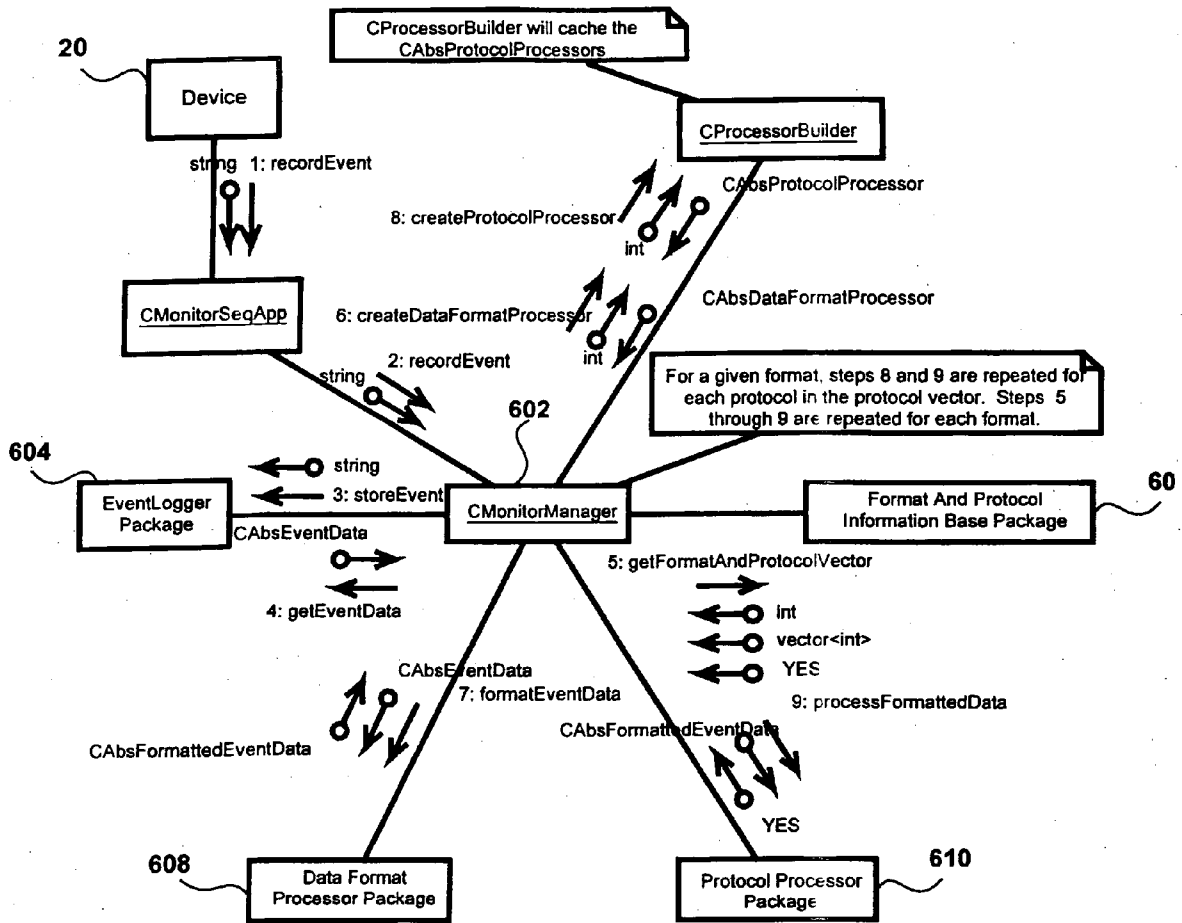 CProcessorBuilder will cache the
CAbsProtocolProcessors
20
Device
CProcessorBuilder
string
1: recordEvent
CAbsProtocolProcessor
8: createProtocolProcessor
int
CMonitorSeqApp
CAbsDataFormatProcessor
6: createDataFormatProcessor
int
2: recordEvent
string
For a given format, steps 8 and 9 are repeated for
each protocol in the protocol vector. Steps 5
through 9 are repeated for each format.
602
604
string
60
EventLogger
Package
3: storeEvent
CMonitorManager
Format And Protocol
Information Base Package
CAbsEventData
5: getFormatAndProtocolVector
4: getEventData
int
vector<int>
YES
CAbsEventData
7: formatEventData
9: processFormattedData
CAbsFormattedEventData
CAbsFormattedEventData
YES
608
610
Data Format
Processor Package
Protocol Processor
Package